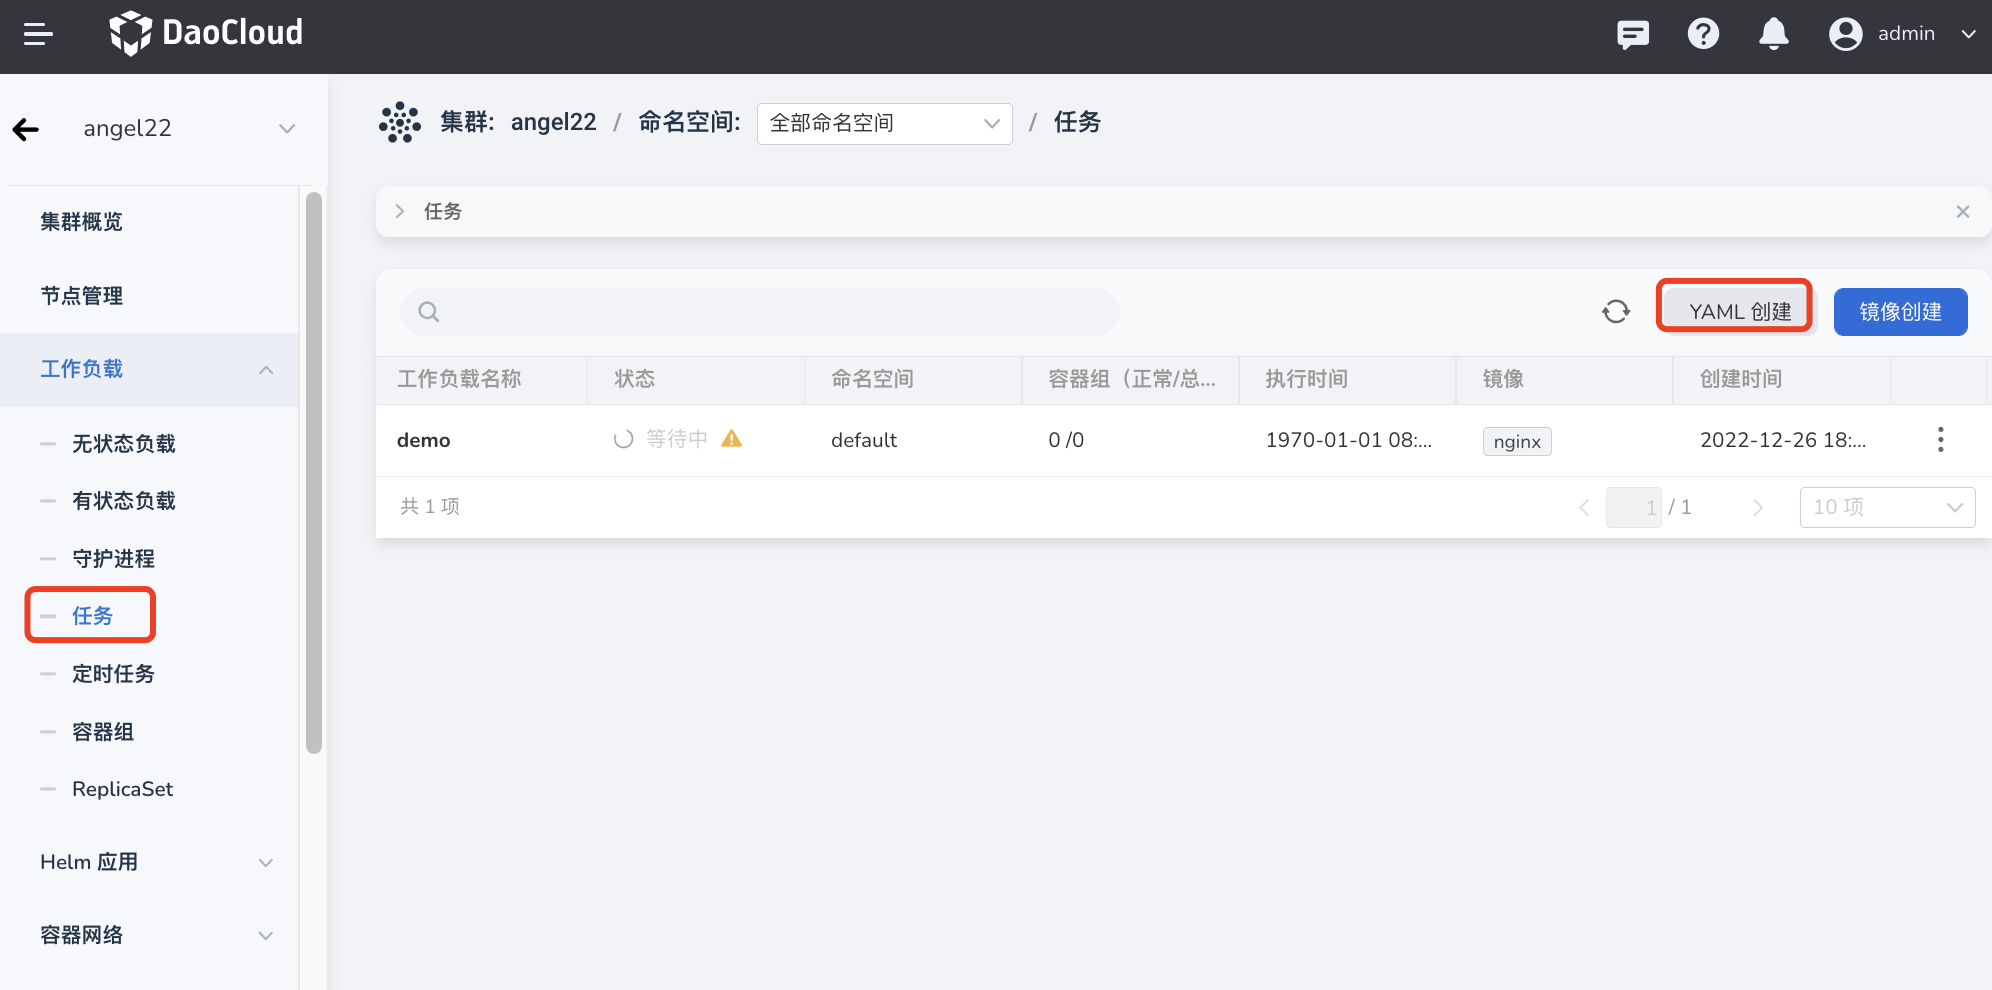 DaoCloud
admin
angel22
集群: angel22 / 命名空间: 全部命名空间 / 任务
集群概览
节点管理
工作负载
无状态负载
有状态负载
守护进程
任务
定时任务
容器组
ReplicaSet
Helm 应用
容器网络
任务
YAML 创建
镜像创建
工作负载名称 状态 命名空间 容器组（正常/总... 执行时间 镜像 创建时间
demo 等待中 default 0 /0 1970-01-01 08:... nginx 2022-12-26 18:...
共 1 项
1 / 1
10 项